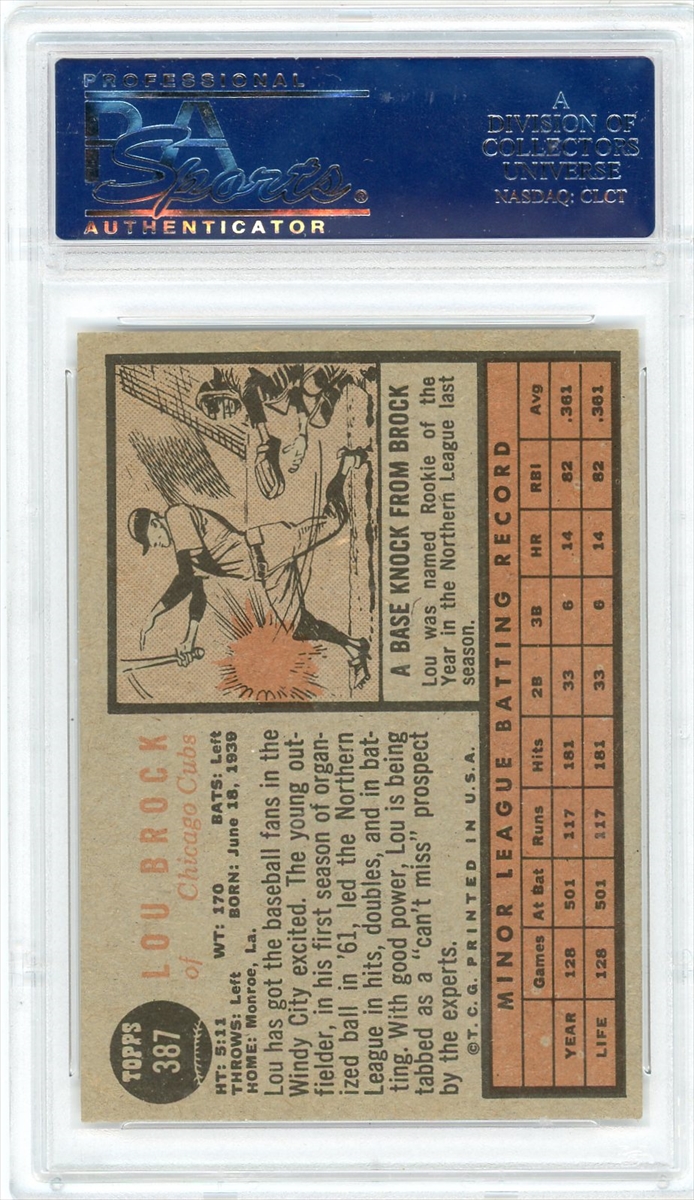 PROFESSIONAL
PSA
Sports®
AUTHENTICATOR
A
DIVISION OF
COLLECTORS
UNIVERSE
NASDAQ: CLCT
TOPPS
387
LOU BROCK
of Chicago Cubs
HT: 5:11 WT: 170 BATS: Left
THROWS: Left BORN: June 18, 1939
HOME: Monroe, La.
Lou has got the baseball fans in the
Windy City excited. The young out-
fielder, in his first season of organ-
ized ball in '61, led the Northern
League in hits, doubles, and in bat-
ting. With good power, Lou is being
tabbed as a "can't miss" prospect
by the experts.
©T.C.G. PRINTED IN U.S.A.
A BASE KNOCK FROM BROCK
Lou was named Rookie of the
Year in the Northern League last
season.
MINOR LEAGUE BATTING RECORD
Games At Bat Runs Hits 2B 3B HR RBI Avg
YEAR 128 501 117 181 33 6 14 82 .361
LIFE 128 501 117 181 33 6 14 82 .361